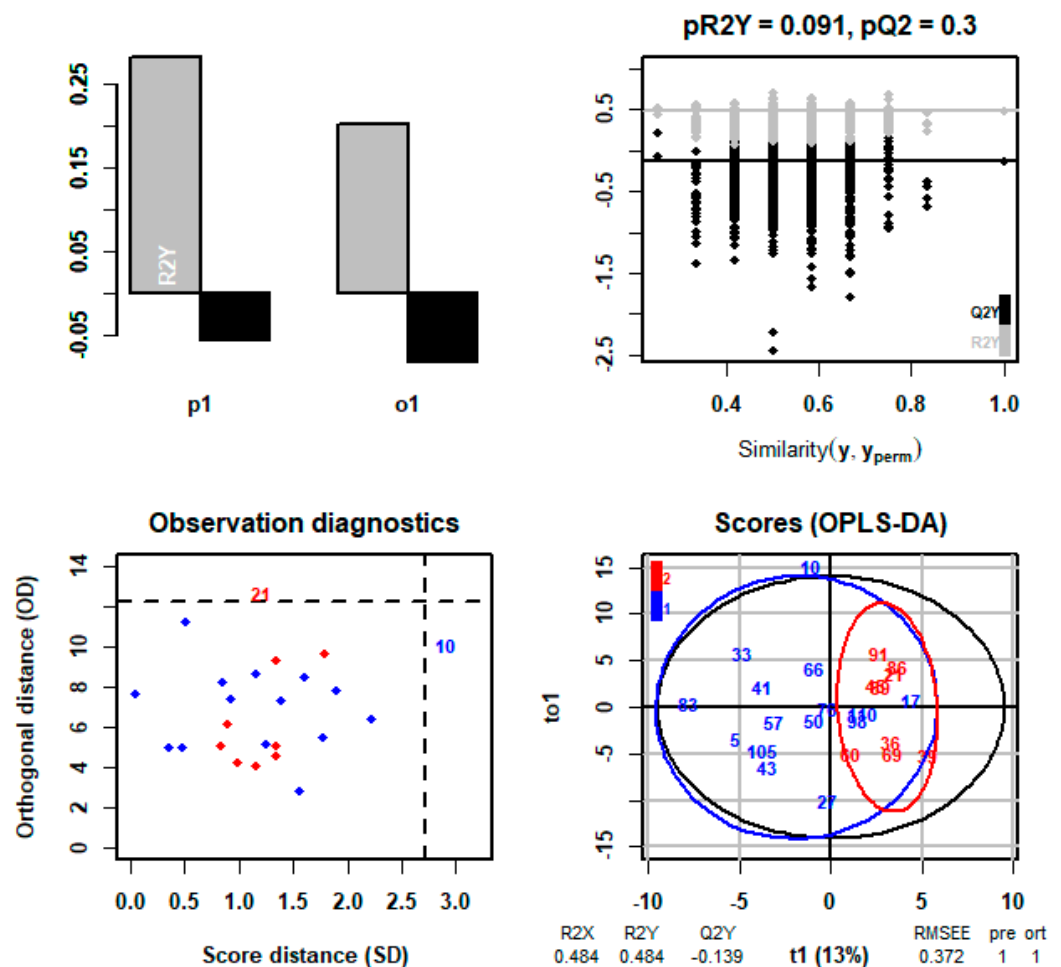 0.25
0.15
0.05
-0.05
R2Y
p1
o1
pR2Y = 0.091, pQ2 = 0.3
0.5
-0.5
-1.5
-2.5
Q2Y
R2Y
0.4 0.6 0.8 1.0
Similarity(y, yperm)
Observation diagnostics
Orthogonal distance (OD)
14
12
10
8
6
4
2
0
21
10
0.0 0.5 1.0 1.5 2.0 2.5 3.0
Score distance (SD)
Scores (OPLS-DA)
to1
15
10
5
0
-5
-15
2
1
10
33
91
66
86
21
41
83
17
57
50
98
110
5
36
105
60
69
39
43
27
-10 -5 0 5 10
R2X R2Y Q2Y RMSEE pre ort
0.484 0.484 -0.139 t1 (13%) 0.372 1 1